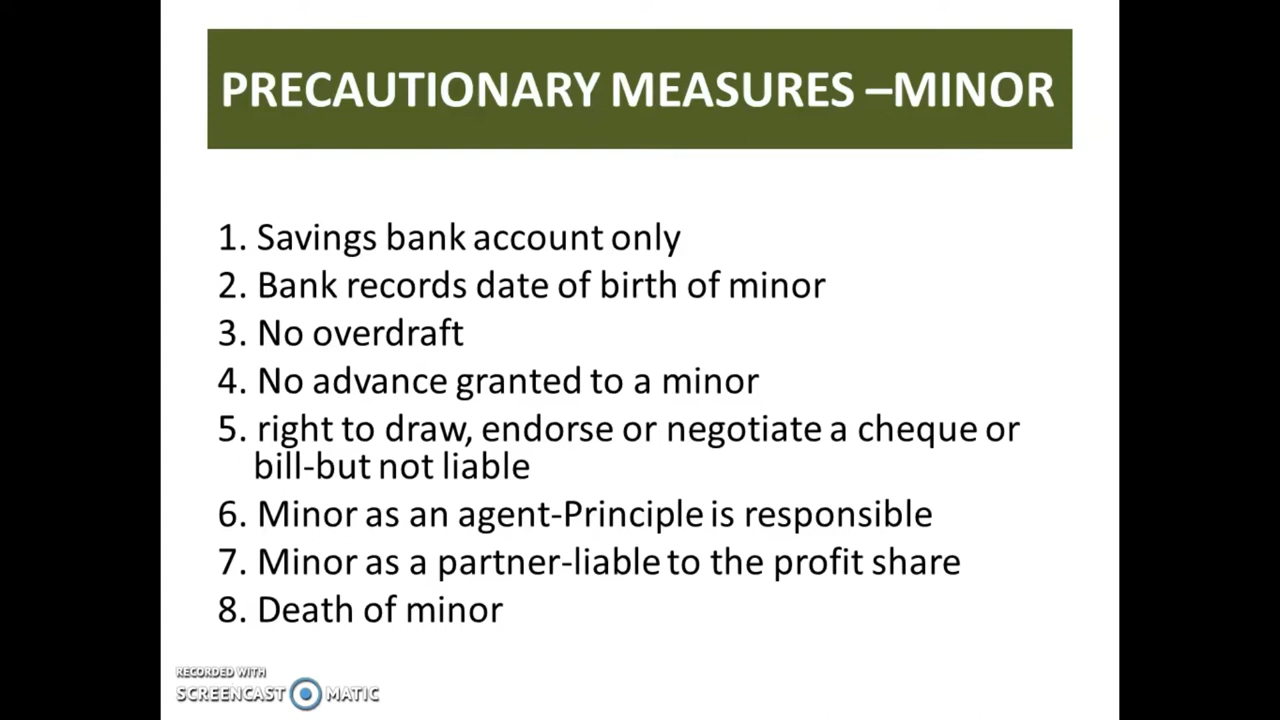 PRECAUTIONARY MEASURES –MINOR
1. Savings bank account only
2. Bank records date of birth of minor
3. No overdraft
4. No advance granted to a minor
5. right to draw, endorse or negotiate a cheque or
bill-but not liable
6. Minor as an agent-Principle is responsible
7. Minor as a partner-liable to the profit share
8. Death of minor
RECORDED WITH
SCREENCAST MATIC